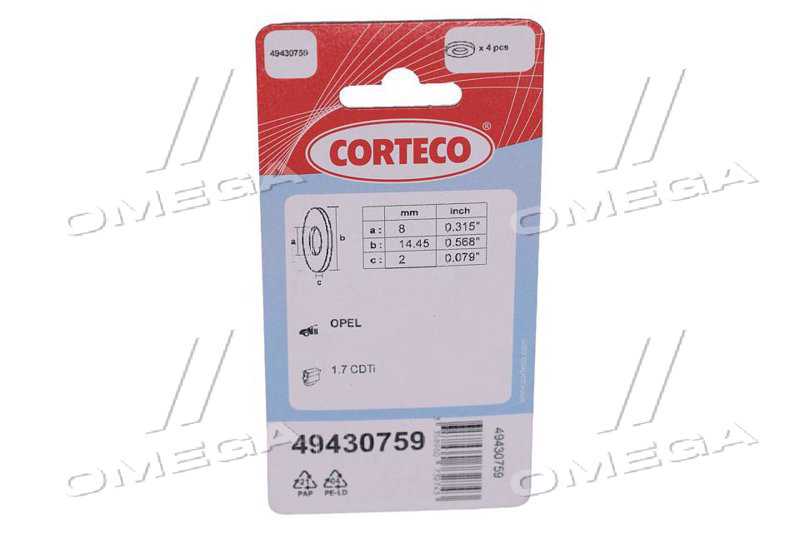 49430759
x 4 pcs
CORTECO®
mm inch
a : 8 0.315"
b : 14.45 0.568"
c : 2 0.079"
a
b
c
OPEL
1.7 CDTi
49430759
49430759
21
PAP
04
PE-LD
OMEGA
OMEGA
OMEGA
OMEGA